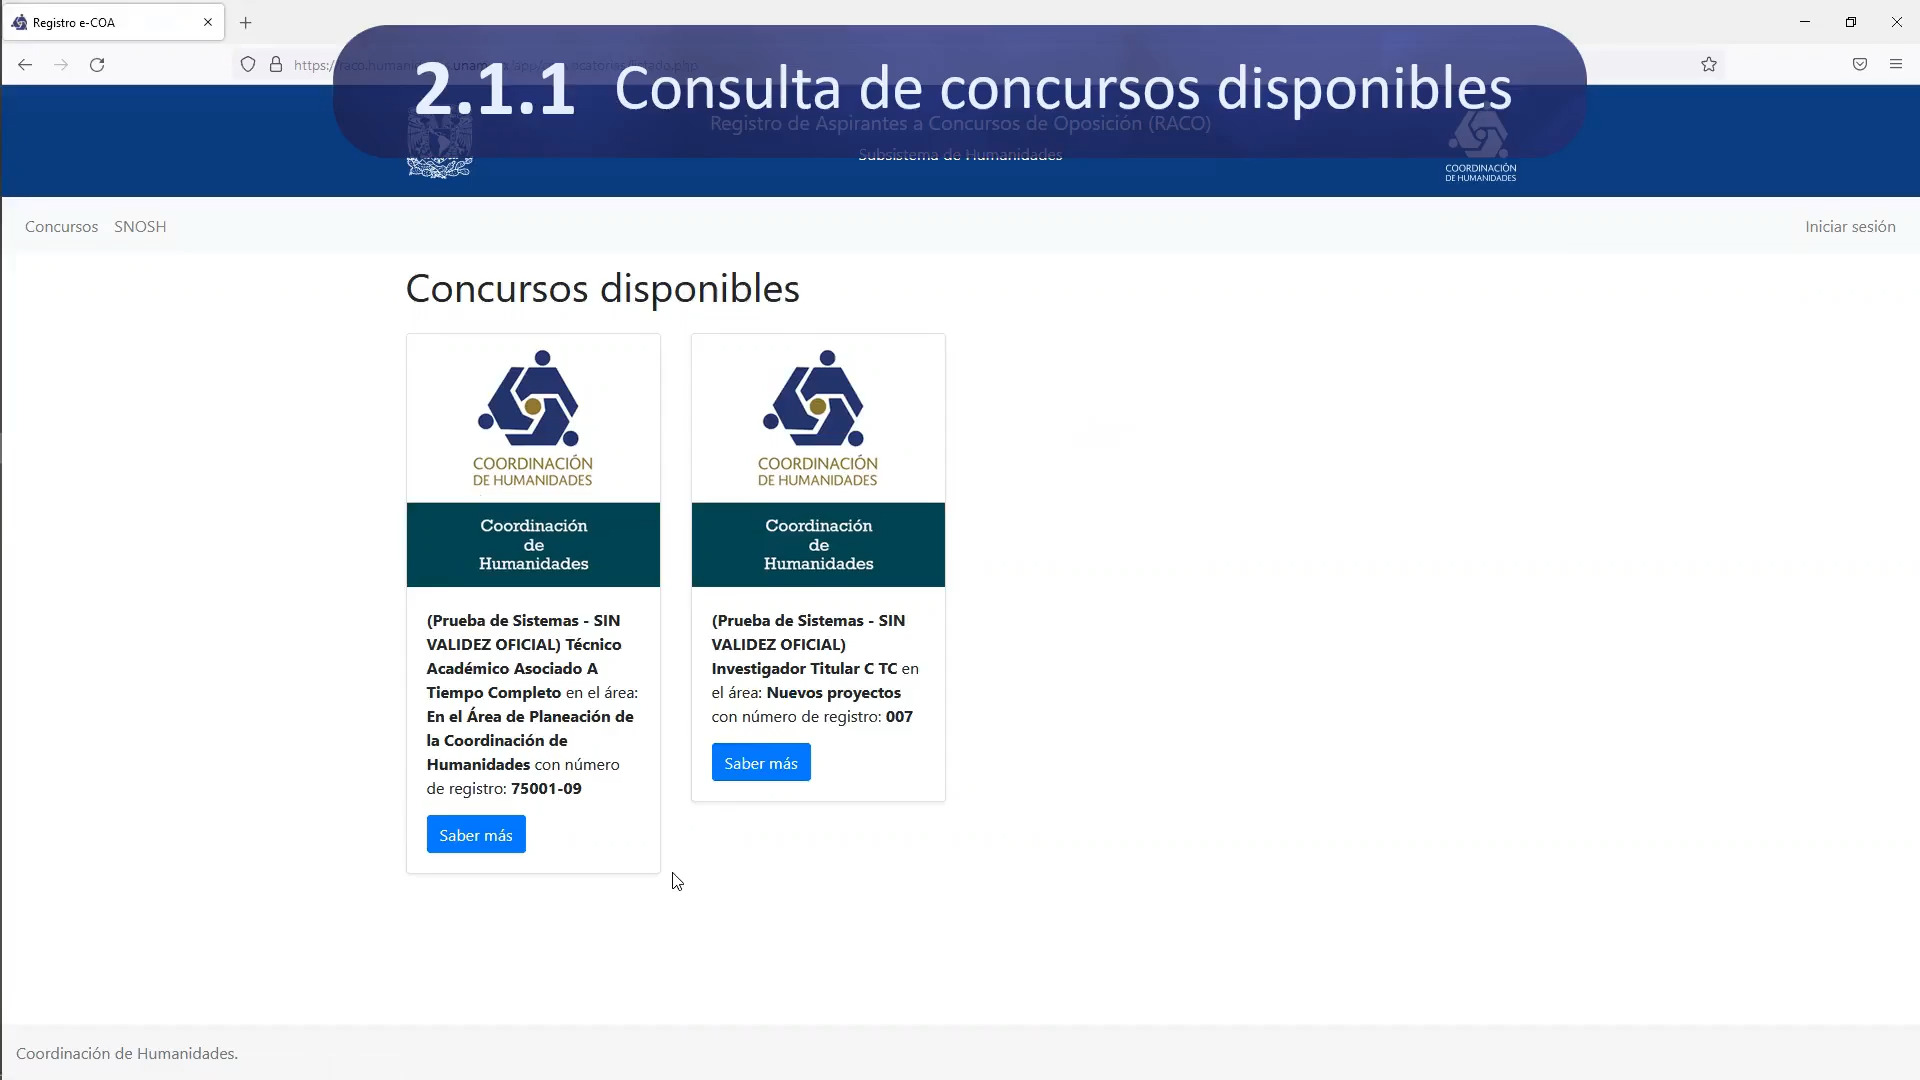 Registro e-COA
2.1.1 Consulta de concursos disponibles
Registro de Aspirantes a Concursos de Oposición (RACO)
Subsistema de Humanidades
COORDINACIÓN
DE HUMANIDADES
Concursos SNOSH Iniciar sesión
Concursos disponibles
COORDINACIÓN
DE HUMANIDADES
Coordinación
de
Humanidades
(Prueba de Sistemas - SIN
VALIDEZ OFICIAL) Técnico
Académico Asociado A
Tiempo Completo en el área:
En el Área de Planeación de
la Coordinación de
Humanidades con número
de registro: 75001-09
Saber más
COORDINACIÓN
DE HUMANIDADES
Coordinación
de
Humanidades
(Prueba de Sistemas - SIN
VALIDEZ OFICIAL)
Investigador Titular C TC en
el área: Nuevos proyectos
con número de registro: 007
Saber más
Coordinación de Humanidades.